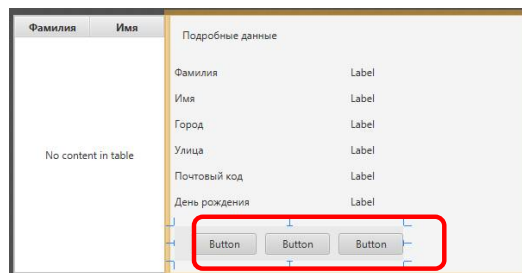 Фамилия Имя
No content in table
Подробные данные
Фамилия Label
Имя Label
Город Label
Улица Label
Почтовый код Label
День рождения Label
Button Button Button